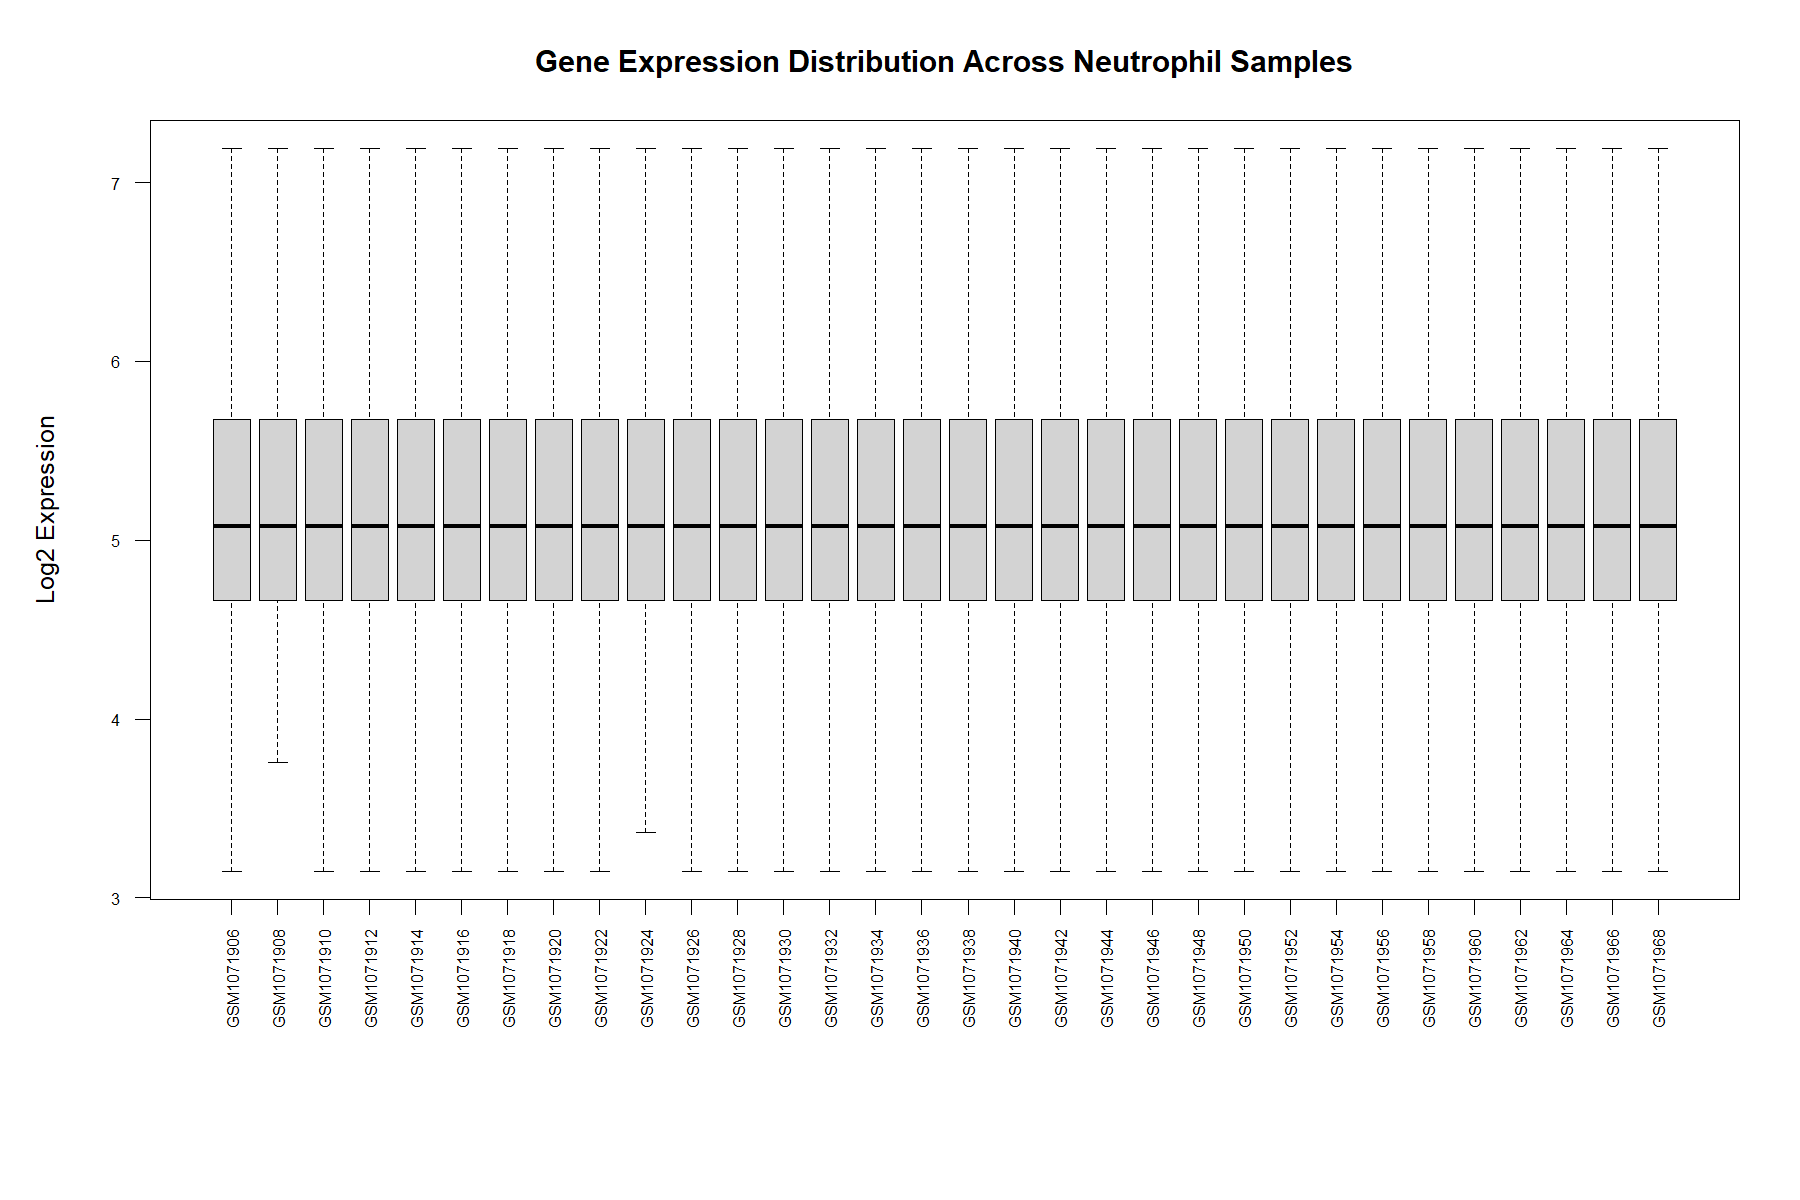 Gene Expression Distribution Across Neutrophil Samples
Log2 Expression
7
6
5
4
3
GSM1071906
GSM1071908
GSM1071910
GSM1071912
GSM1071914
GSM1071916
GSM1071918
GSM1071920
GSM1071922
GSM1071924
GSM1071926
GSM1071928
GSM1071930
GSM1071932
GSM1071934
GSM1071936
GSM1071938
GSM1071940
GSM1071942
GSM1071944
GSM1071946
GSM1071948
GSM1071950
GSM1071952
GSM1071954
GSM1071956
GSM1071958
GSM1071960
GSM1071962
GSM1071964
GSM1071966
GSM1071968